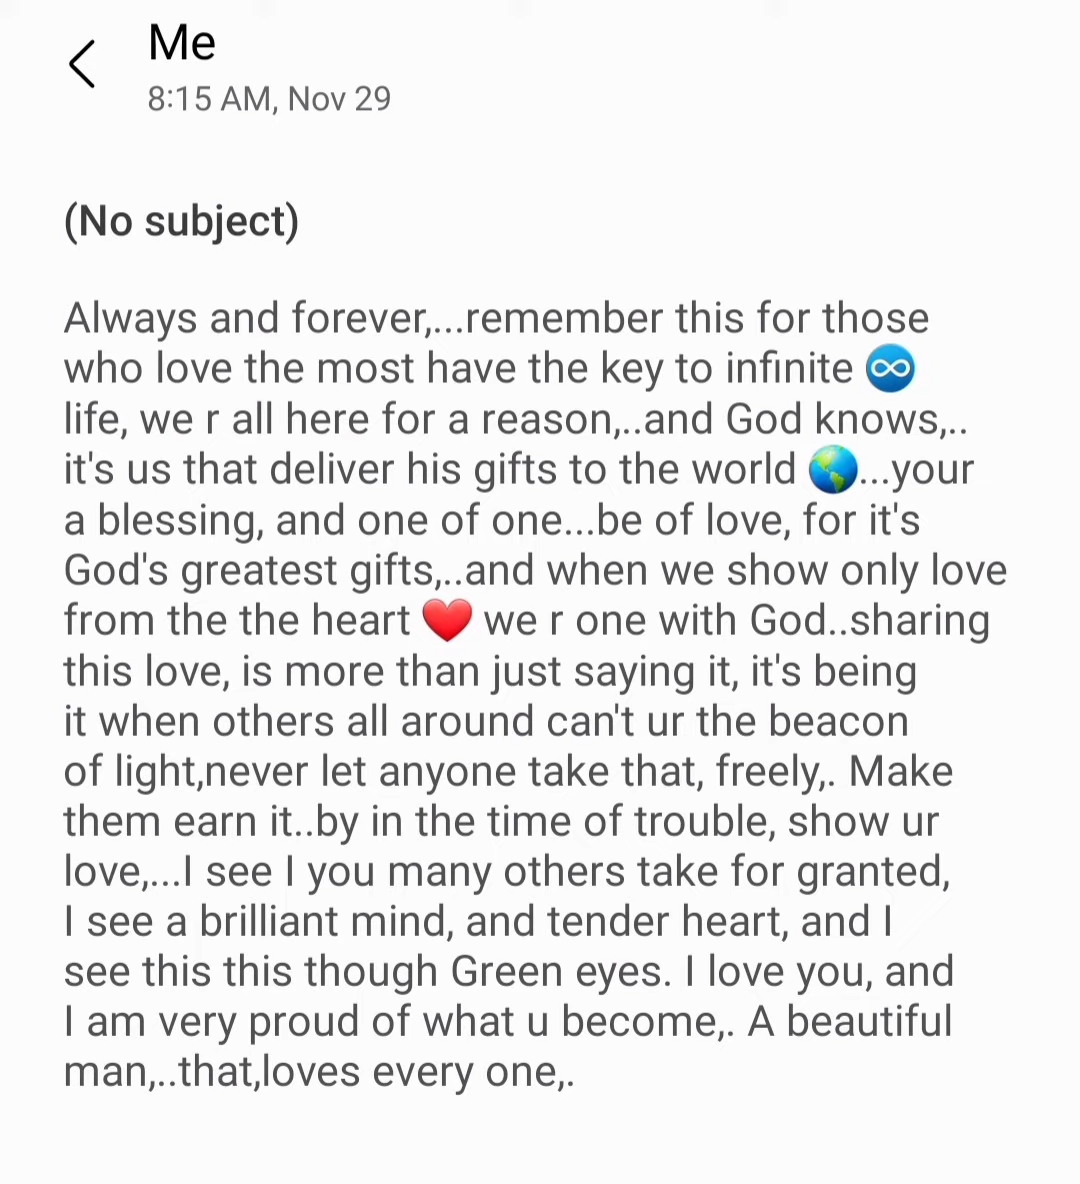 Me
8:15 AM, Nov 29
(No subject)
Always and forever,...remember this for those
who love the most have the key to infinite ♾️
life, we r all here for a reason,..and God knows,..
it's us that deliver his gifts to the world 🌎...your
a blessing, and one of one...be of love, for it's
God's greatest gifts,..and when we show only love
from the the heart ❤️ we r one with God..sharing
this love, is more than just saying it, it's being
it when others all around can't ur the beacon
of light,never let anyone take that, freely,. Make
them earn it..by in the time of trouble, show ur
love,...I see I you many others take for granted,
I see a brilliant mind, and tender heart, and I
see this this though Green eyes. I love you, and
I am very proud of what u become,. A beautiful
man,..that,loves every one,.